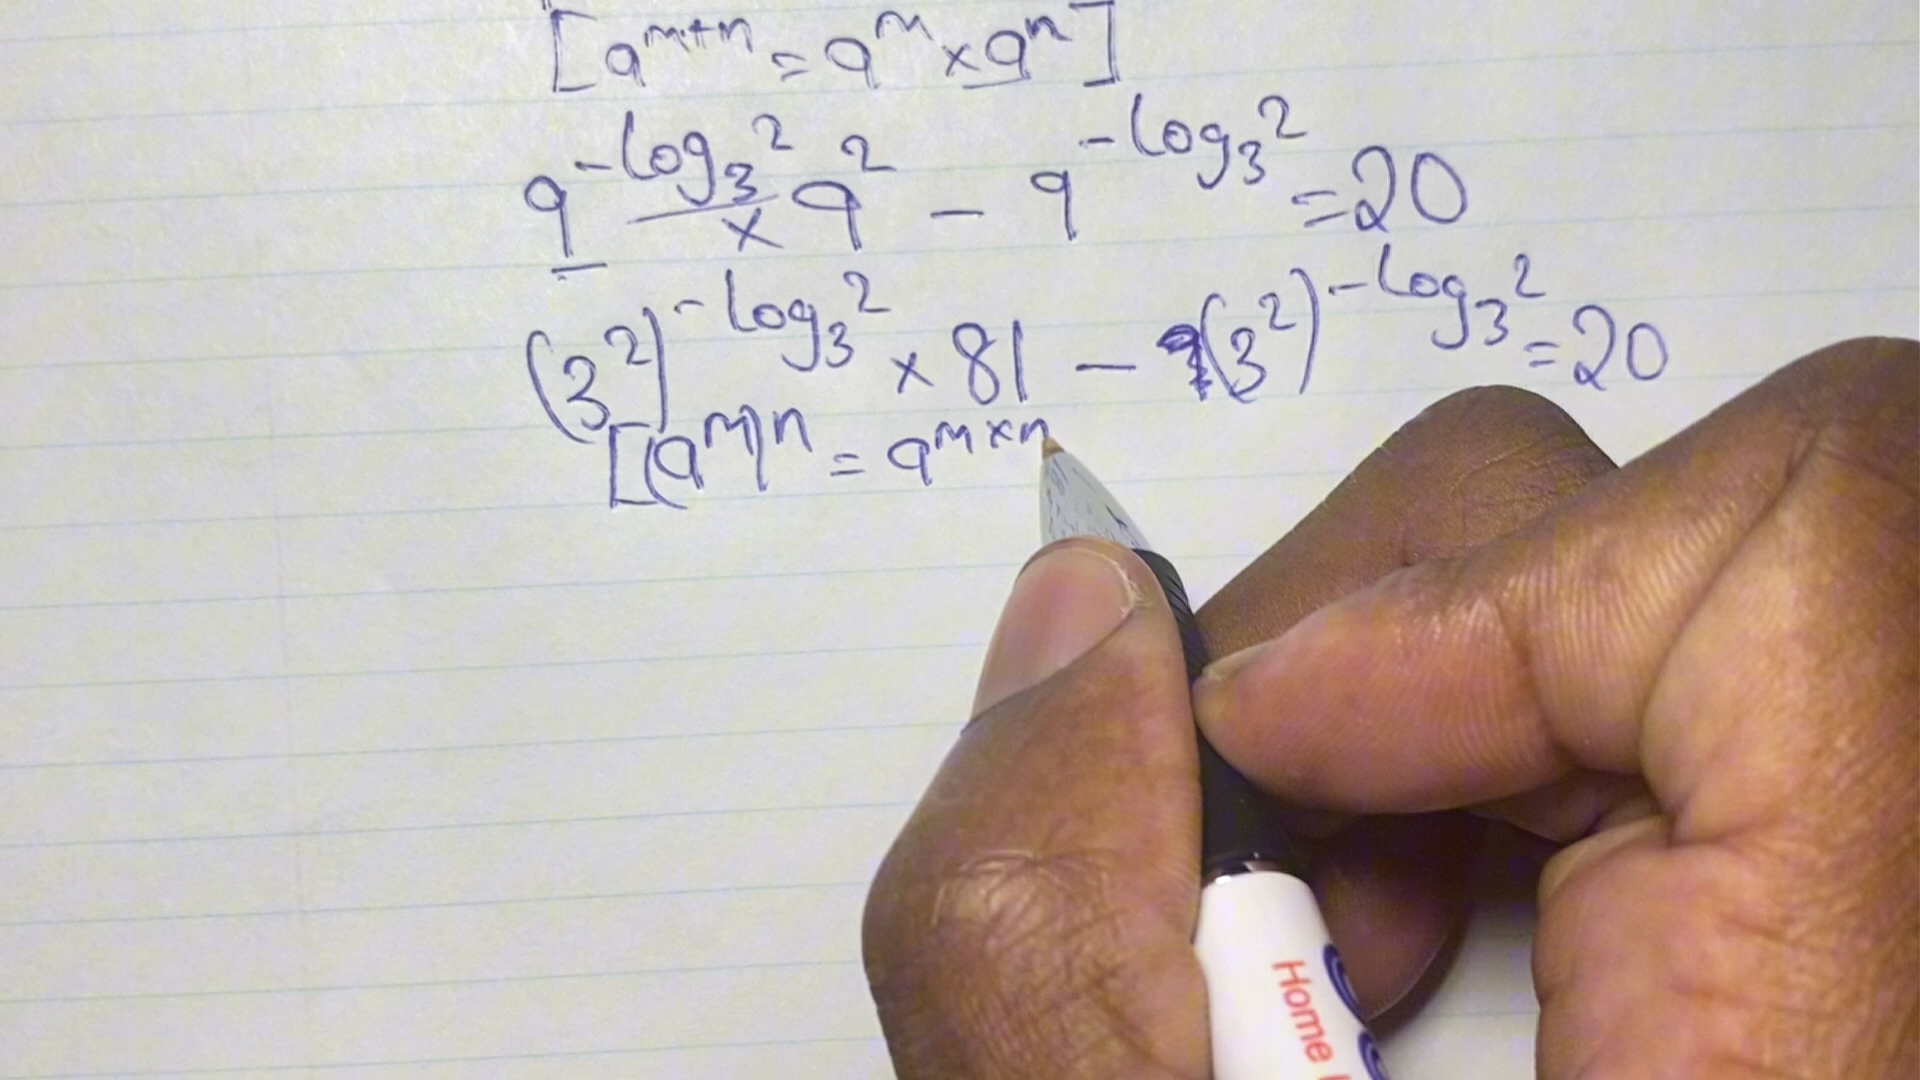 [a^{m+n} = a^m × a^n]
9^{-log_3 2} × 9^2 - 9^{-log_3 2} = 20
(3^2)^{-log_3 2} × 81 - (3^2)^{-log_3 2} = 20
[(a^m)^n = a^{m×n}
Home